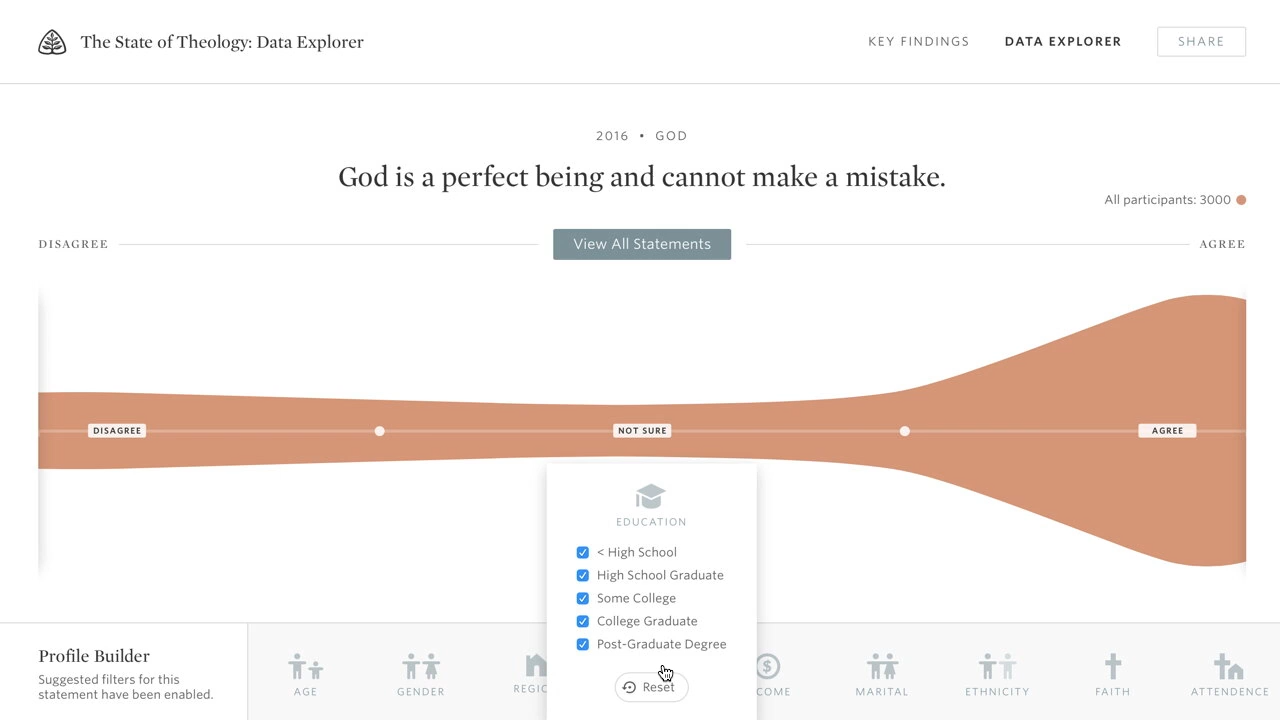 The State of Theology: Data Explorer
KEY FINDINGS
DATA EXPLORER
SHARE
2016 • GOD
God is a perfect being and cannot make a mistake.
All participants: 3000
DISAGREE
View All Statements
AGREE
DISAGREE
NOT SURE
AGREE
EDUCATION
< High School
High School Graduate
Some College
College Graduate
Post-Graduate Degree
Reset
Profile Builder
Suggested filters for this
statement have been enabled.
AGE
GENDER
MARITAL
ETHNICITY
FAITH
ATTENDENCE